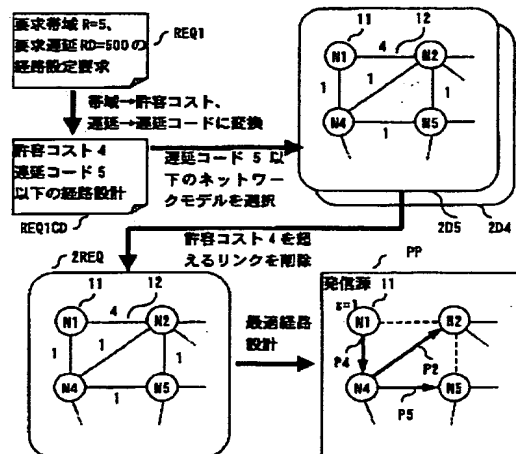 要求帯域 R=5、
要求遅延 RD=500 の
経路設定要求
REQ1
帯域→許容コスト、
遅延→遅延コードに変換
許容コスト 4
遅延コード 5
以下の経路設計
REQ1CD
遅延コード 5 以
下のネットワー
クモデルを選択
11
12
N1
4
N2
1
1
1
N4
1
N5
2D5
2D4
許容コスト 4 を超
えるリンクを削除
2REQ
11
12
N1
4
N2
1
1
1
N4
1
N5
最適経路
設計
PP
発信源
s=1
11
N1
N2
P4
P2
N4
P5
N5